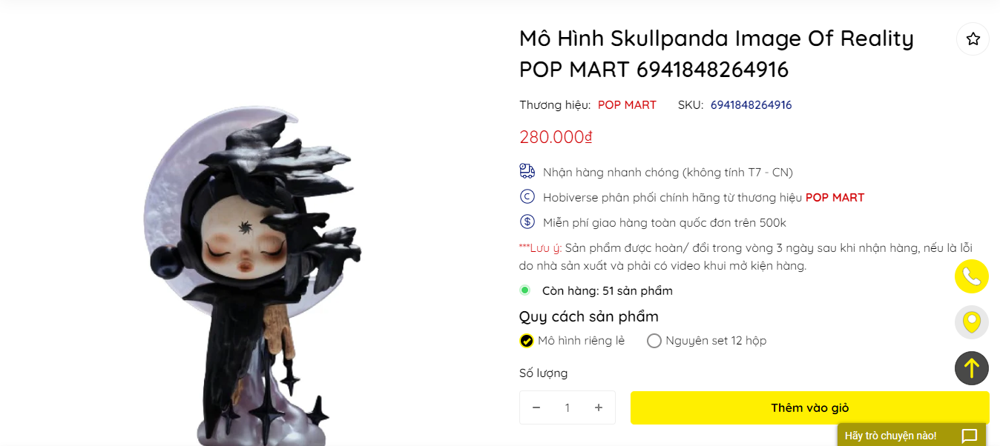 Mô Hình Skullpanda Image Of Reality
POP MART 6941848264916
Thương hiệu: POP MART SKU: 6941848264916
280.000₫
Nhận hàng nhanh chóng (không tính T7 - CN)
Hobiverse phân phối chính hãng từ thương hiệu POP MART
Miễn phí giao hàng toàn quốc đơn trên 500k
***Lưu ý: Sản phẩm được hoàn/ đổi trong vòng 3 ngày sau khi nhận hàng, nếu là lỗi
do nhà sản xuất và phải có video khui mở kiện hàng.
Còn hàng: 51 sản phẩm
Quy cách sản phẩm
Mô hình riêng lẻ Nguyên set 12 hộp
Số lượng
− 1 + Thêm vào giỏ
Hãy trò chuyện nào!